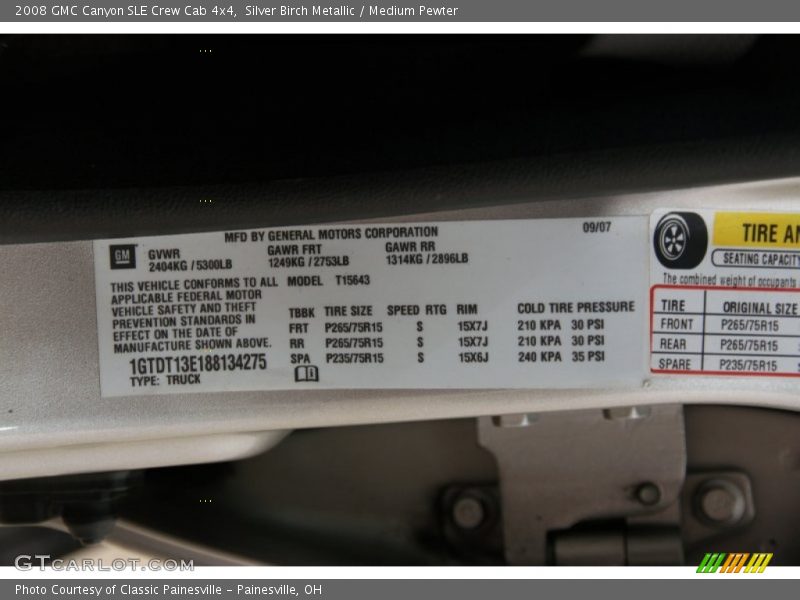 2008 GMC Canyon SLE Crew Cab 4x4, Silver Birch Metallic / Medium Pewter
MFD BY GENERAL MOTORS CORPORATION 09/07
GM GVWR GAWR FRT GAWR RR
2404KG / 5300LB 1249KG / 2753LB 1314KG / 2896LB
THIS VEHICLE CONFORMS TO ALL MODEL T15643
APPLICABLE FEDERAL MOTOR
VEHICLE SAFETY AND THEFT
PREVENTION STANDARDS IN
EFFECT ON THE DATE OF
MANUFACTURE SHOWN ABOVE.
1GTDT13E188134275
TYPE: TRUCK
TBBK TIRE SIZE SPEED RTG RIM COLD TIRE PRESSURE
FRT P265/75R15 S 15X7J 210 KPA 30 PSI
RR P265/75R15 S 15X7J 210 KPA 30 PSI
SPA P235/75R15 S 15X6J 240 KPA 35 PSI
TIRE AN
SEATING CAPACITY
The combined weight of occupants
TIRE ORIGINAL SIZE
FRONT P265/75R15
REAR P265/75R15
SPARE P235/75R15
GTCARLOT.COM
Photo Courtesy of Classic Painesville - Painesville, OH